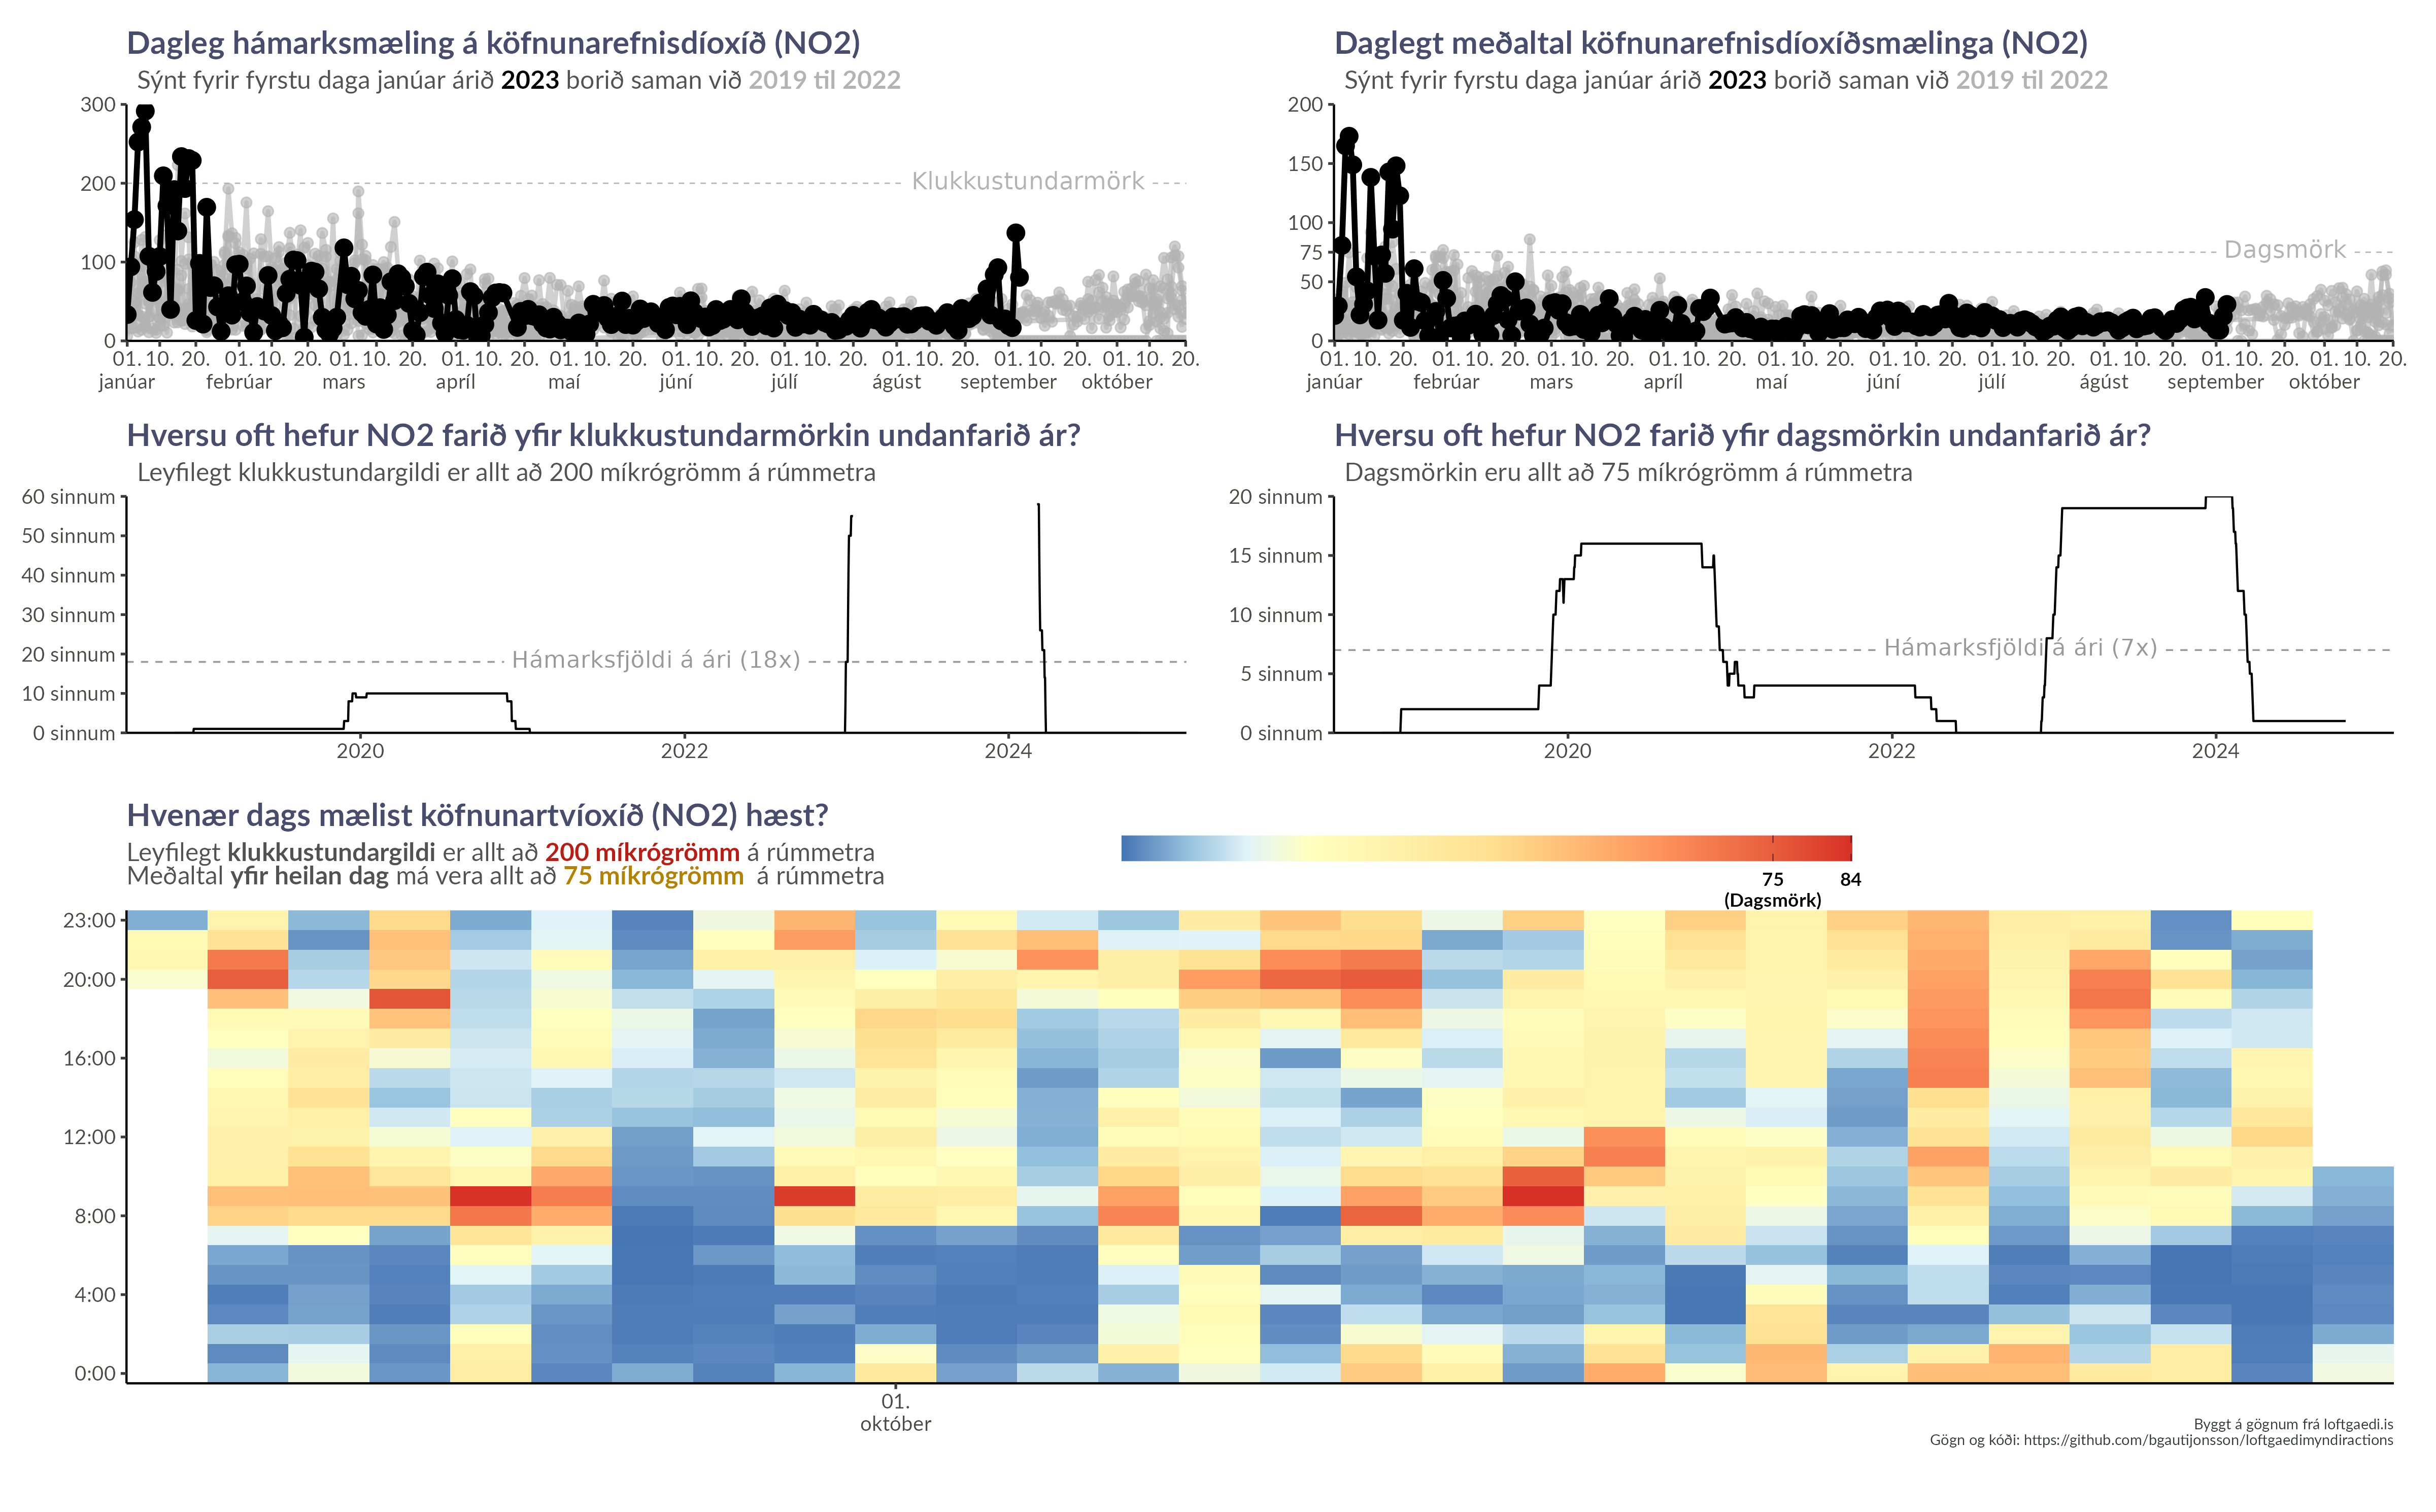 Dagleg hámarksmæling á köfnunarefnisdíoxíð (NO2)
Sýnt fyrir fyrstu daga janúar árið 2023 borið saman við 2019 til 2022
300
200
100
0
Klukkustundarmörk
01. 10. 20. 01. 10. 20. 01. 10. 20. 01. 10. 20. 01. 10. 20. 01. 10. 20. 01. 10. 20. 01. 10. 20. 01. 10. 20. 01. 10. 20.
janúar febrúar mars apríl maí júní júlí ágúst september október
Daglegt meðaltal köfnunarefnisdíoxíðsmælinga (NO2)
Sýnt fyrir fyrstu daga janúar árið 2023 borið saman við 2019 til 2022
200
150
100
75
50
0
Dagsmörk
01. 10. 20. 01. 10. 20. 01. 10. 20. 01. 10. 20. 01. 10. 20. 01. 10. 20. 01. 10. 20. 01. 10. 20. 01. 10. 20. 01. 10. 20.
janúar febrúar mars apríl maí júní júlí ágúst september október
Hversu oft hefur NO2 farið yfir klukkustundarmörkin undanfarið ár?
Leyfilegt klukkustundargildi er allt að 200 míkrógrömm á rúmmetra
60 sinnum
50 sinnum
40 sinnum
30 sinnum
20 sinnum
10 sinnum
0 sinnum
Hámarksfjöldi á ári (18x)
2020 2022 2024
Hversu oft hefur NO2 farið yfir dagsmörkin undanfarið ár?
Dagsmörkin eru allt að 75 míkrógrömm á rúmmetra
20 sinnum
15 sinnum
10 sinnum
5 sinnum
0 sinnum
Hámarksfjöldi á ári (7x)
2020 2022 2024
Hvenær dags mælist köfnunartvíoxíð (NO2) hæst?
Leyfilegt klukkustundargildi er allt að 200 míkrógrömm á rúmmetra
Meðaltal yfir heilan dag má vera allt að 75 míkrógrömm á rúmmetra
75 84
(Dagsmörk)
23:00
20:00
16:00
12:00
8:00
4:00
0:00
01.
október
Byggt á gögnum frá loftgaedi.is
Gögn og kóði: https://github.com/bgautijonsson/loftgaedimyndiractions